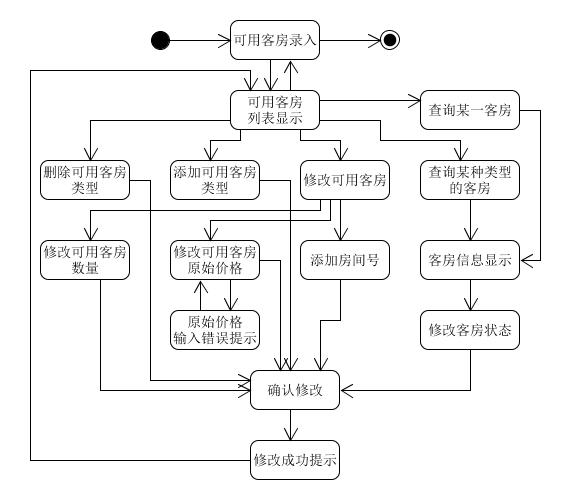 可用客房录入
可用客房
列表显示
查询某一客房
删除可用客房
类型
添加可用客房
类型
修改可用客房
查询某种类型
的客房
修改可用客房
数量
修改可用客房
原始价格
添加房间号
客房信息显示
原始价格
输入错误提示
修改客房状态
确认修改
修改成功提示